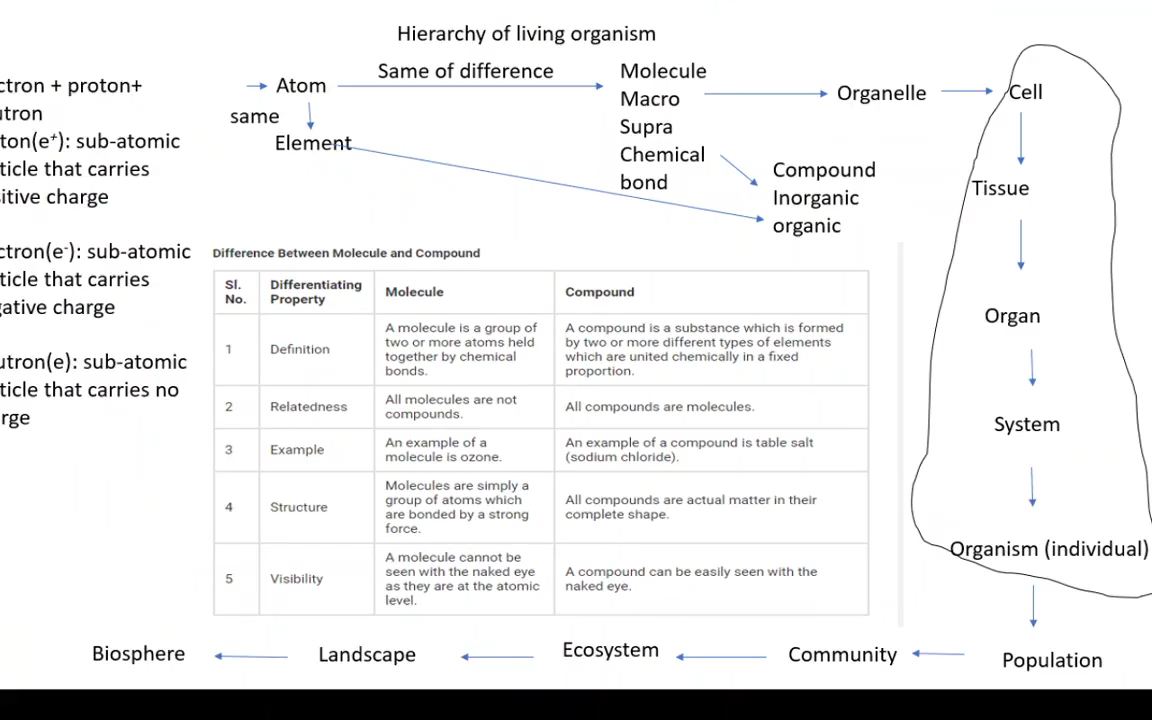 Hierarchy of living organism
ctron + proton+
utron
ton(e⁺): sub-atomic
ticle that carries
sitive charge
ctron(e⁻): sub-atomic
ticle that carries
gative charge
utron(e): sub-atomic
ticle that carries no
rge
Atom
same
Element
Same of difference
Molecule
Macro
Supra
Chemical
bond
Compound
Inorganic
organic
Organelle
Cell
Tissue
Organ
System
Organism (individual)
Population
Community
Ecosystem
Landscape
Biosphere
Difference Between Molecule and Compound
Sl.
No.
Differentiating
Property
Molecule
Compound
1
Definition
A molecule is a group of
two or more atoms held
together by chemical
bonds.
A compound is a substance which is formed
by two or more different types of elements
which are united chemically in a fixed
proportion.
2
Relatedness
All molecules are not
compounds.
All compounds are molecules.
3
Example
An example of a
molecule is ozone.
An example of a compound is table salt
(sodium chloride).
4
Structure
Molecules are simply a
group of atoms which
are bonded by a strong
force.
All compounds are actual matter in their
complete shape.
5
Visibility
A molecule cannot be
seen with the naked eye
as they are at the atomic
level.
A compound can be easily seen with the
naked eye.